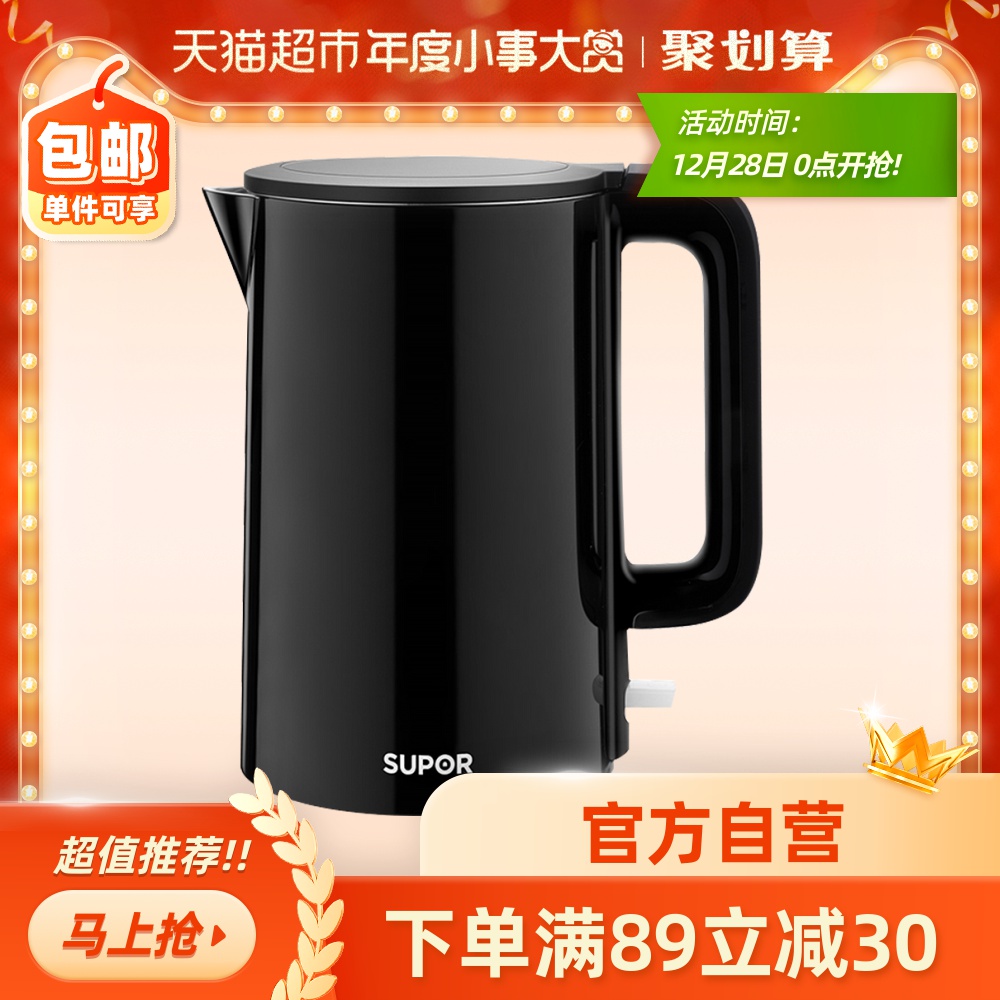 天猫超市年度小事大赏 | 聚划算
包邮
单件可享
活动时间：
12月28日 0点开抢!
SUPOR
官方自营
超值推荐!!
马上抢
下单满89立减30